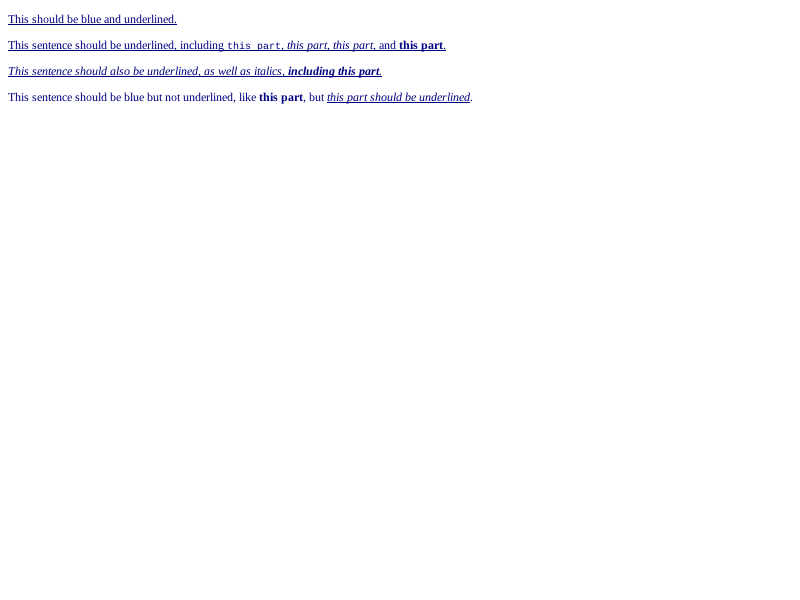 This should be blue and underlined.
This sentence should be underlined, including this part, this part, this part, and this part.
This sentence should also be underlined, as well as italics, including this part.
This sentence should be blue but not underlined, like this part, but this part should be underlined.